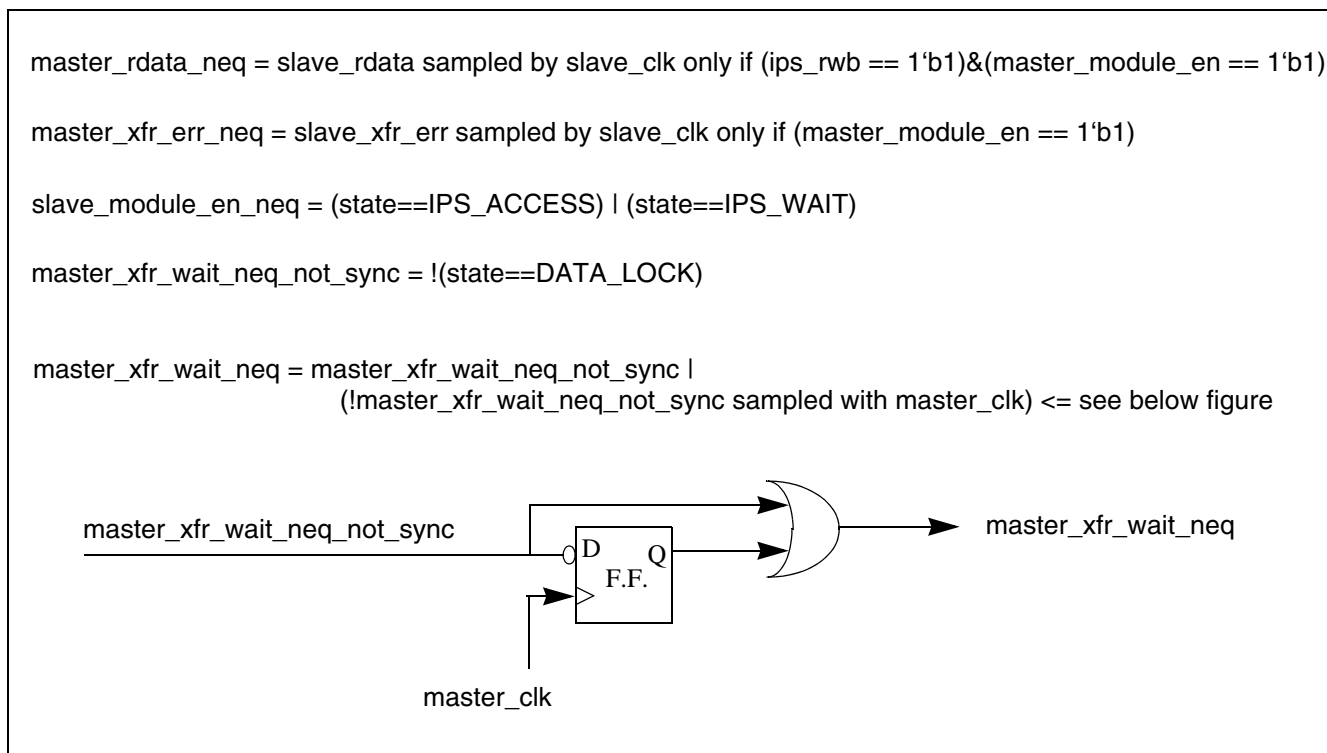 master_rdata_neq = slave_rdata sampled by slave_clk only if (ips_rwb == 1‘b1)&(master_module_en == 1‘b1)
master_xfr_err_neq = slave_xfr_err sampled by slave_clk only if (master_module_en == 1‘b1)
slave_module_en_neq = (state==IPS_ACCESS) | (state==IPS_WAIT)
master_xfr_wait_neq_not_sync = !(state==DATA_LOCK)
master_xfr_wait_neq = master_xfr_wait_neq_not_sync |
(!master_xfr_wait_neq_not_sync sampled with master_clk) <= see below figure
master_xfr_wait_neq_not_sync
D Q
F.F.
master_xfr_wait_neq
master_clk